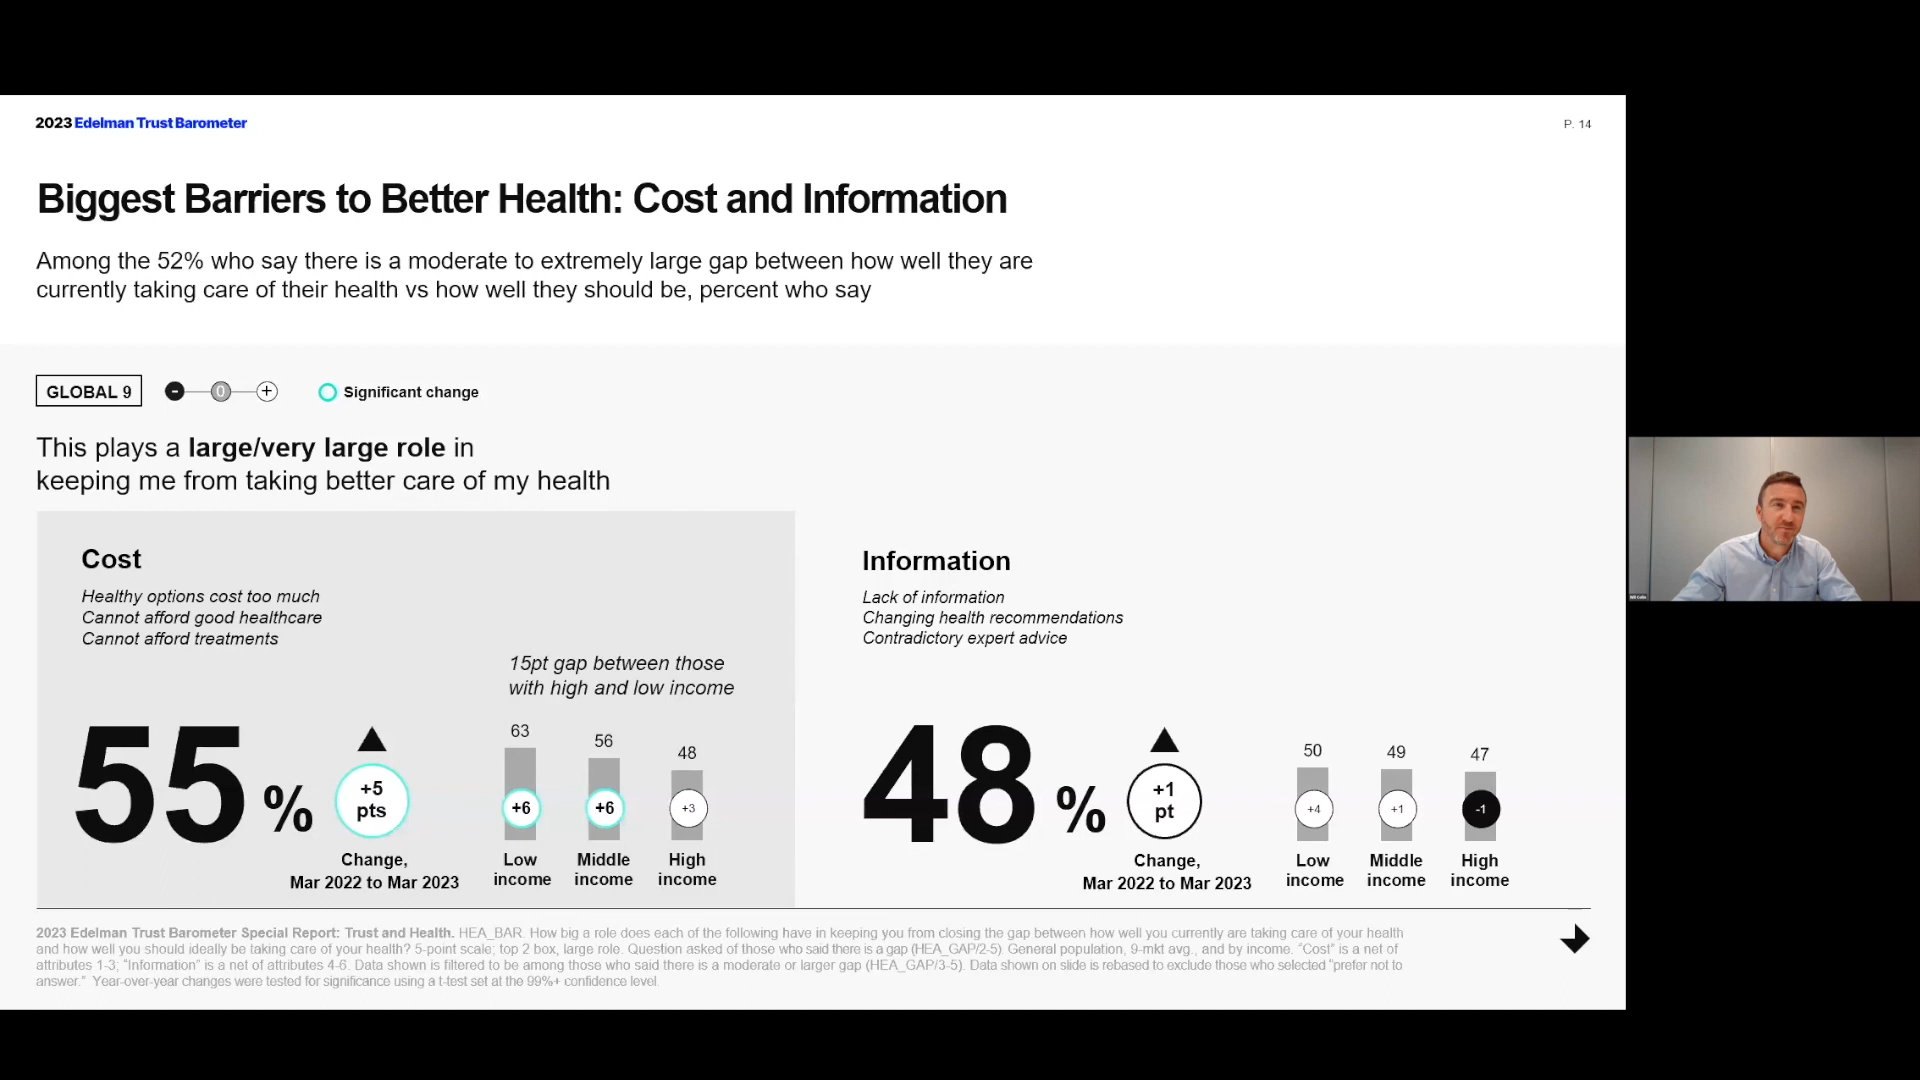 2023 Edelman Trust Barometer
P. 14
Biggest Barriers to Better Health: Cost and Information
Among the 52% who say there is a moderate to extremely large gap between how well they are
currently taking care of their health vs how well they should be, percent who say
GLOBAL 9
- 0 +
Significant change
This plays a large/very large role in
keeping me from taking better care of my health
Cost
Healthy options cost too much
Cannot afford good healthcare
Cannot afford treatments
15pt gap between those
with high and low income
55 %
+5
pts
Change,
Mar 2022 to Mar 2023
63 56 48
+6 +6 +3
Low Middle High
income income income
Information
Lack of information
Changing health recommendations
Contradictory expert advice
48 %
+1
pt
Change,
Mar 2022 to Mar 2023
50 49 47
+4 +1 -1
Low Middle High
income income income
2023 Edelman Trust Barometer Special Report: Trust and Health. HEA_BAR. How big a role does each of the following have in keeping you from closing the gap between how well you currently are taking care of your health
and how well you should ideally be taking care of your health? 5-point scale; top 2 box, large role. Question asked of those who said there is a gap (HEA_GAP/2-5). General population, 9-mkt avg., and by income. “Cost” is a net of
attributes 1-3; “Information” is a net of attributes 4-6. Data shown is filtered to be among those who said there is a moderate or larger gap (HEA_GAP/3-5). Data shown on slide is rebased to exclude those who selected “prefer not to
answer.” Year-over-year changes were tested for significance using a t-test set at the 99%+ confidence level.